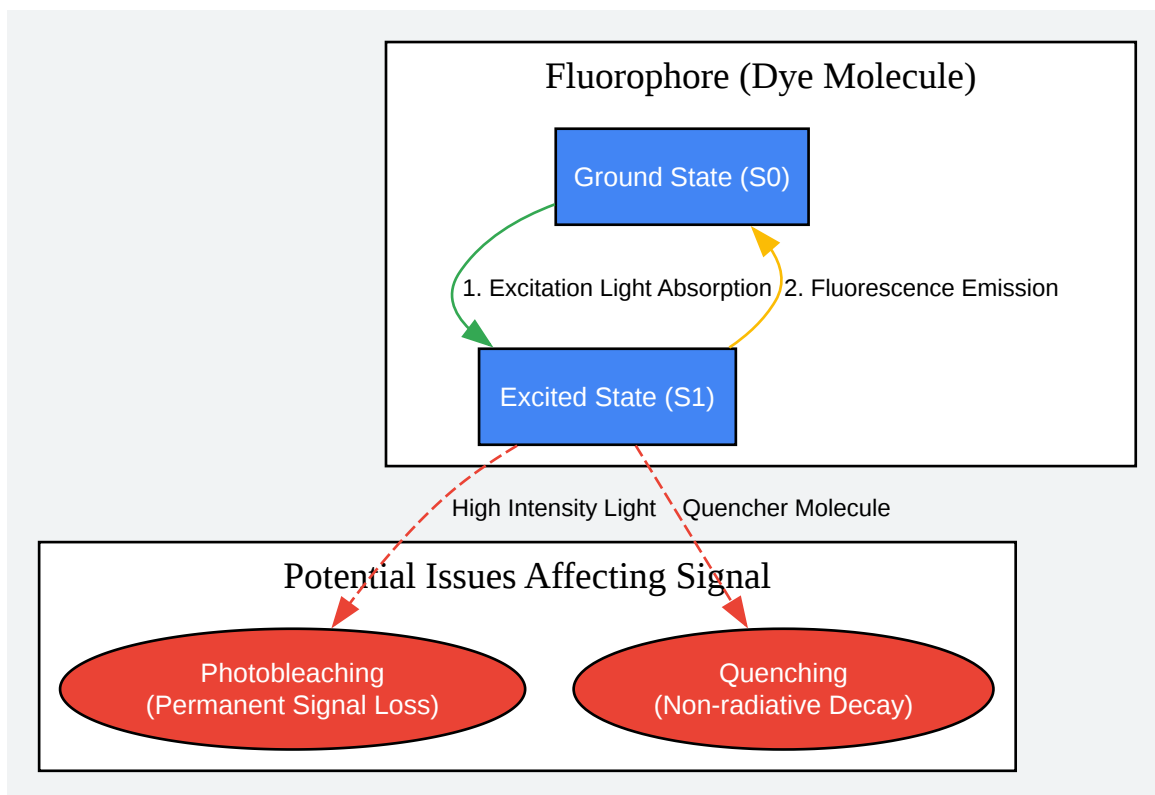 Fluorophore (Dye Molecule)
Ground State (S0)
1. Excitation Light Absorption
2. Fluorescence Emission
Excited State (S1)
High Intensity Light
Quencher Molecule
Potential Issues Affecting Signal
Photobleaching
(Permanent Signal Loss)
Quenching
(Non-radiative Decay)